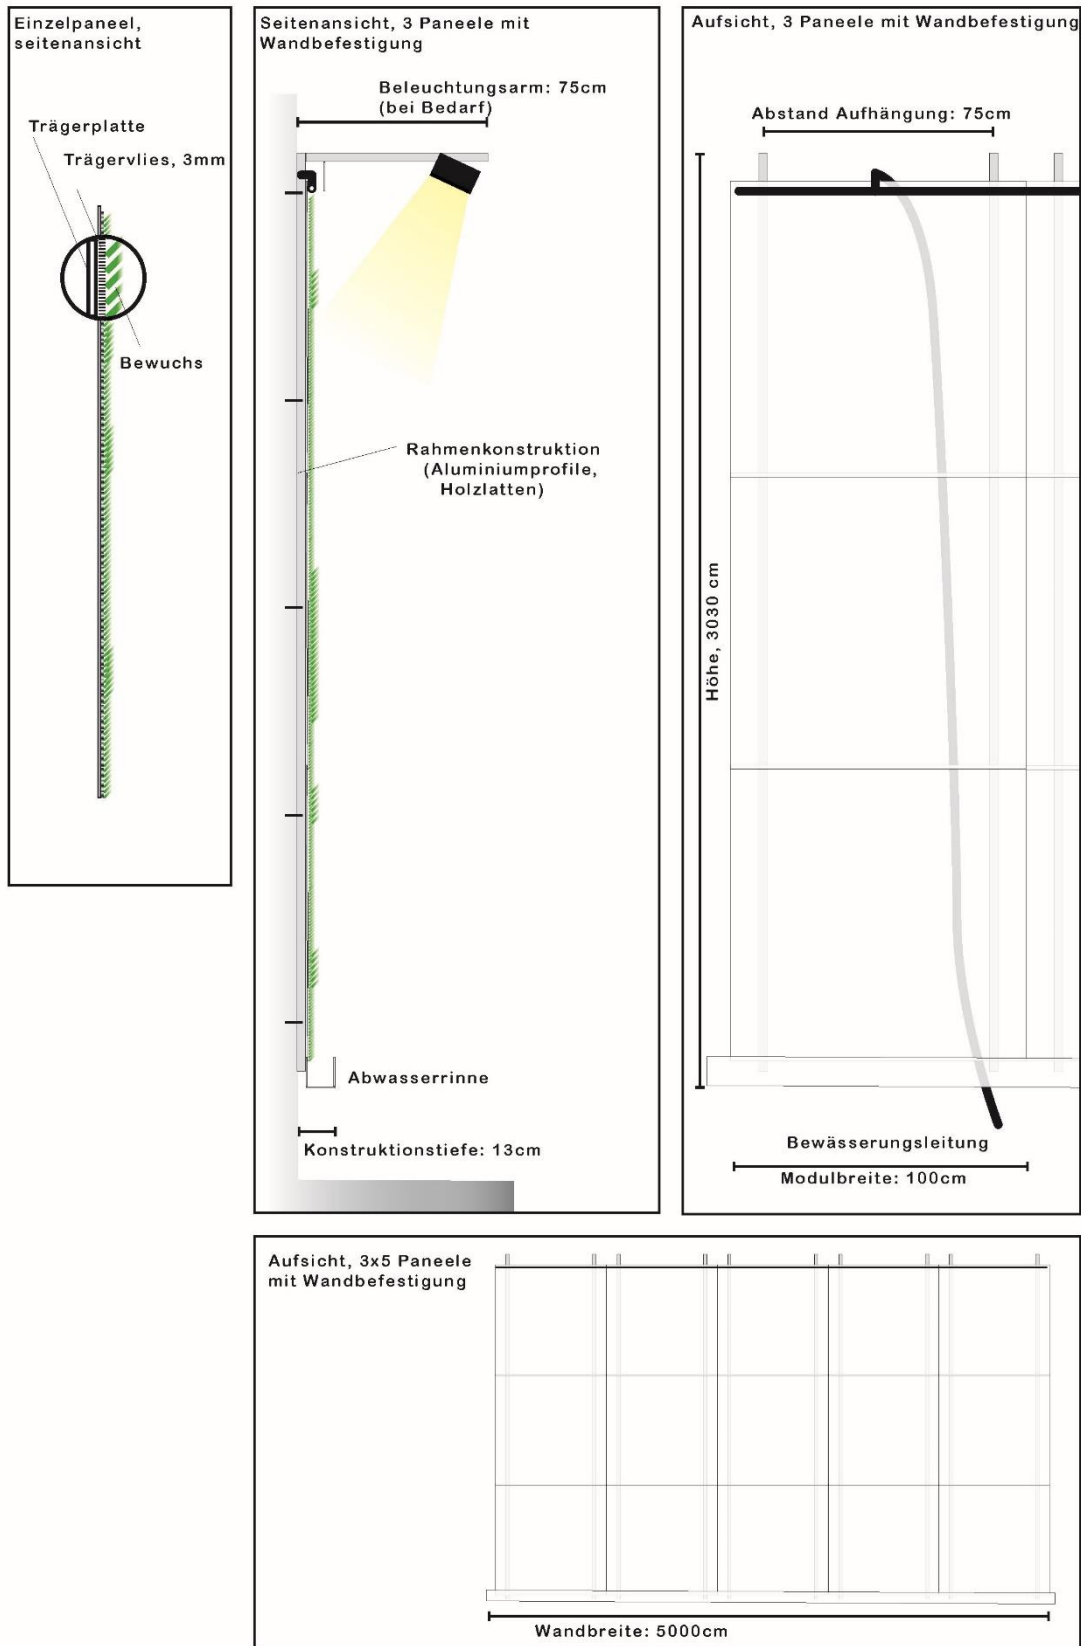 Einzelpaneel,
seitenansicht
Trägerplatte
Trägervlies, 3mm
Bewuchs
Seitenansicht, 3 Paneele mit
Wandbefestigung
Beleuchtungsarm: 75cm
(bei Bedarf)
Rahmenkonstruktion
(Aluminiumprofile,
Holzlatten)
Abwasserrinne
Konstruktionstiefe: 13cm
Aufsicht, 3 Paneele mit Wandbefestigung
Abstand Aufhängung: 75cm
Höhe, 3030 cm
Bewässerungsleitung
Modulbreite: 100cm
Aufsicht, 3x5 Paneele
mit Wandbefestigung
Wandbreite: 5000cm